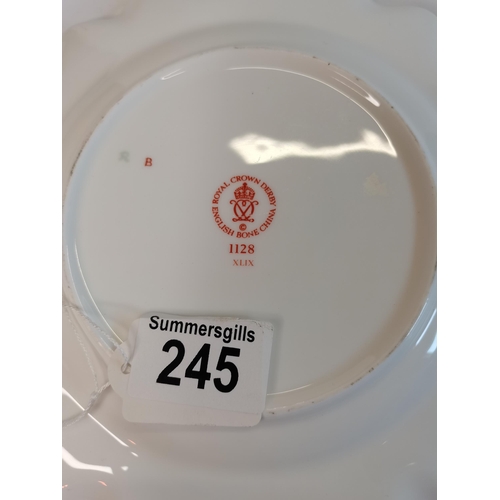 B
ROYAL CROWN DERBY
©
ENGLISH BONE CHINA
1128
XLIX
Summersgills
245